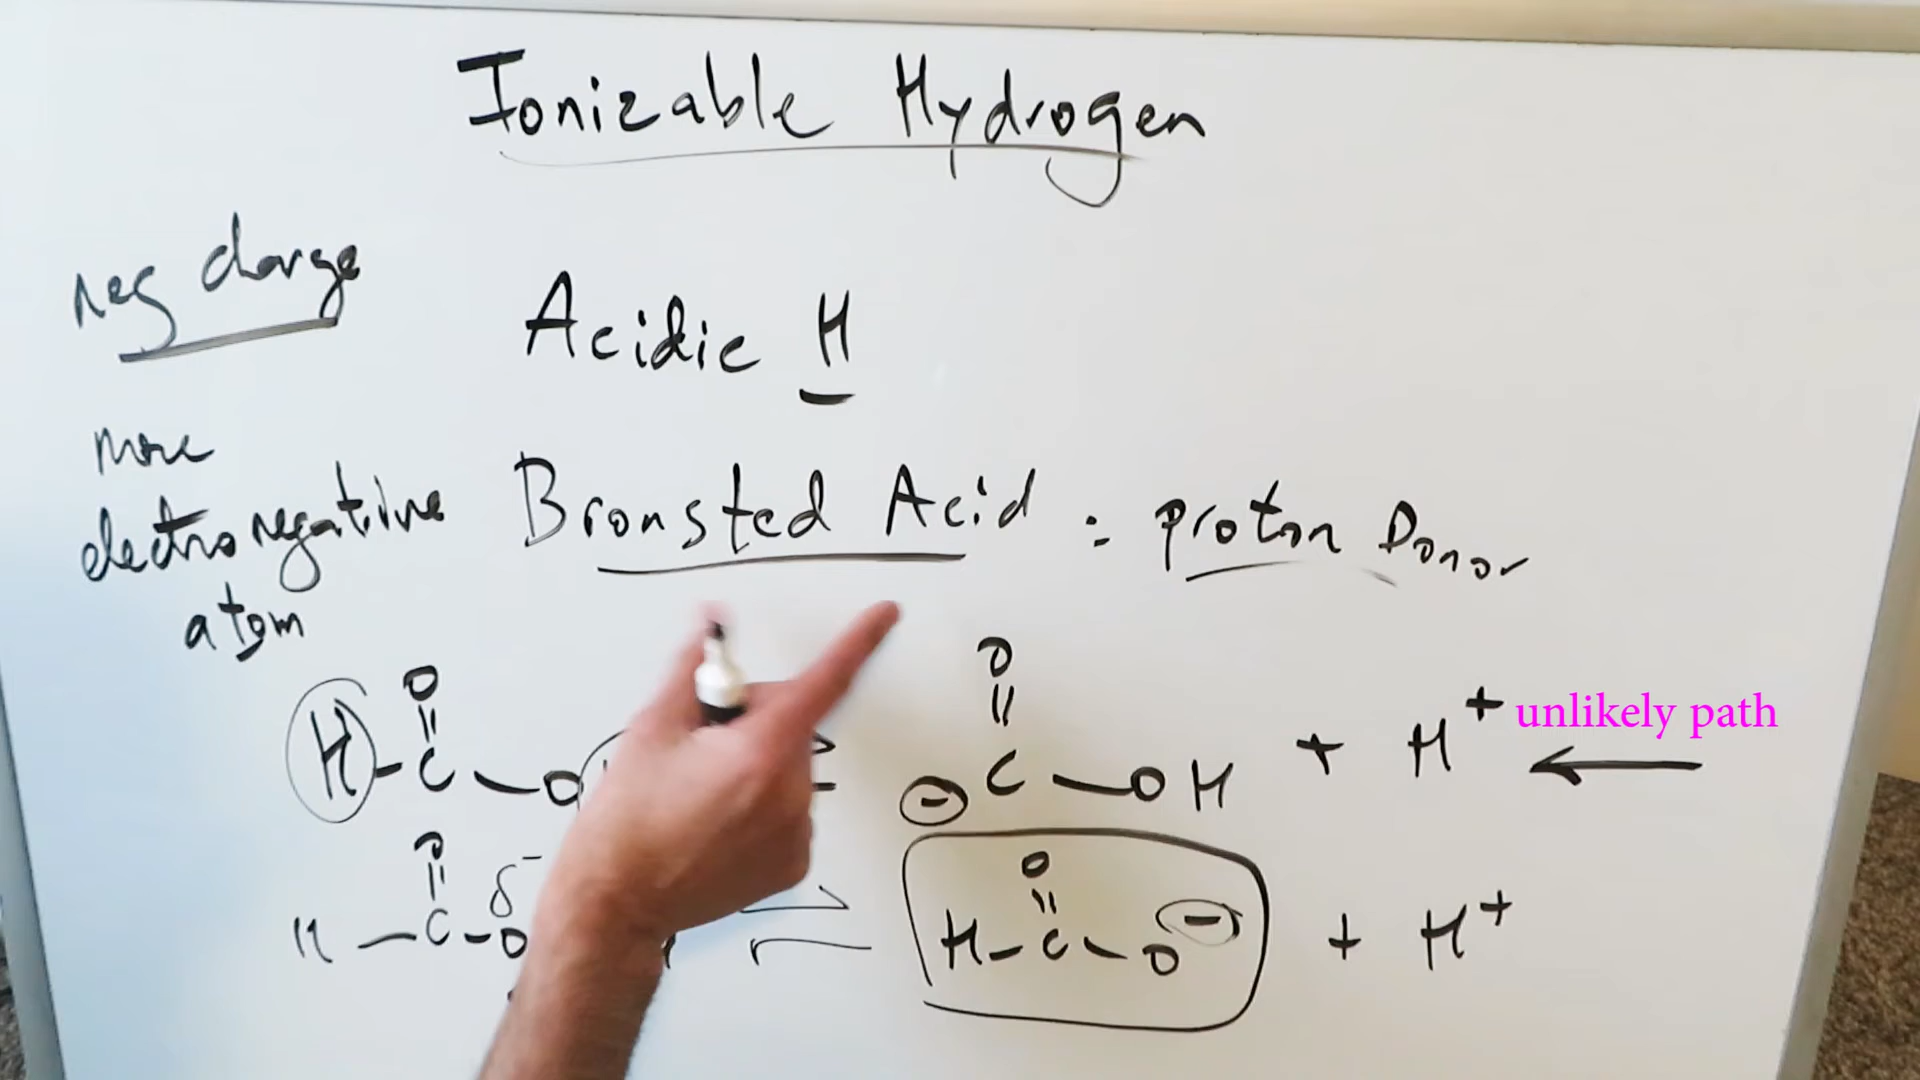 Ionizable Hydrogen
neg charge
Acidic H
more
electronegative
atom
Bronsted Acid : proton Donor
O
H-C-O
O
C-OH + H+
⊖
unlikely path
O
H-C-O δ-
O
H-C-O⊖ + H+